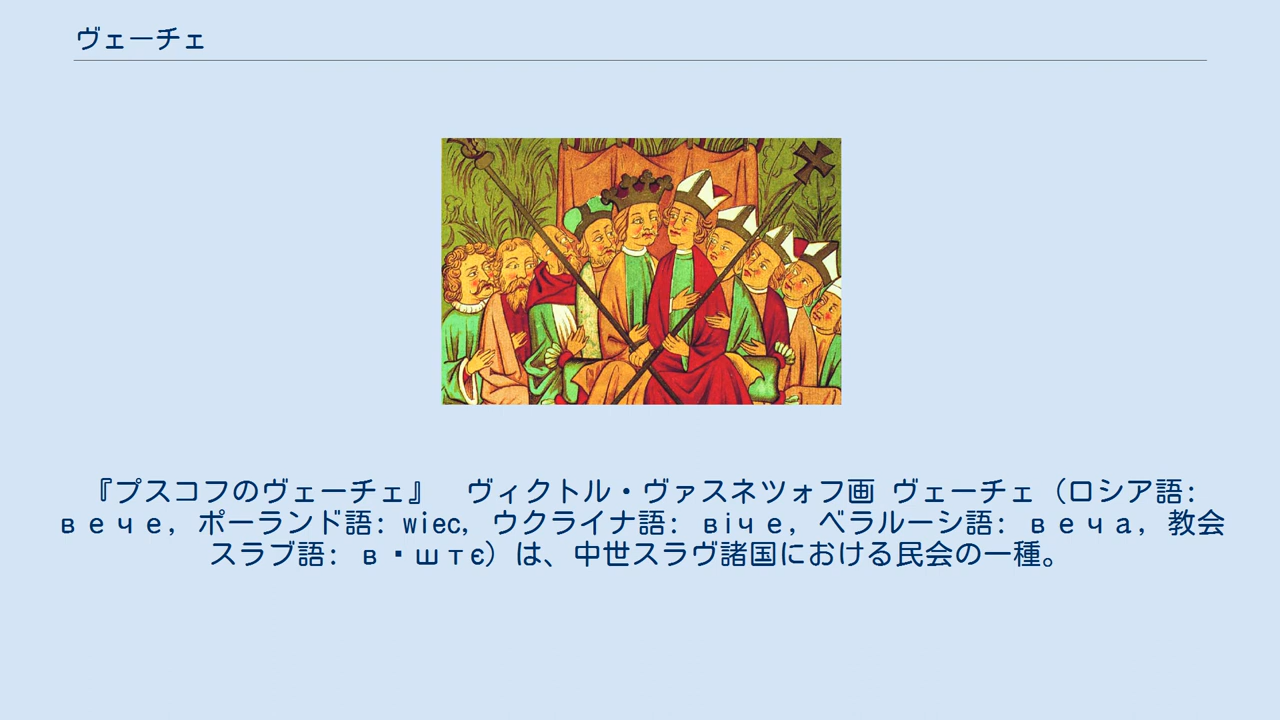 ヴェーチェ
『プスコフのヴェーチェ』　ヴィクトル・ヴァスネツォフ画 ヴェーチェ（ロシア語:
вече, ポーランド語: wiec, ウクライナ語: вiче, ベラルーシ語: веча, 教会
スラブ語: в▪штє）は、中世スラヴ諸国における民会の一種。